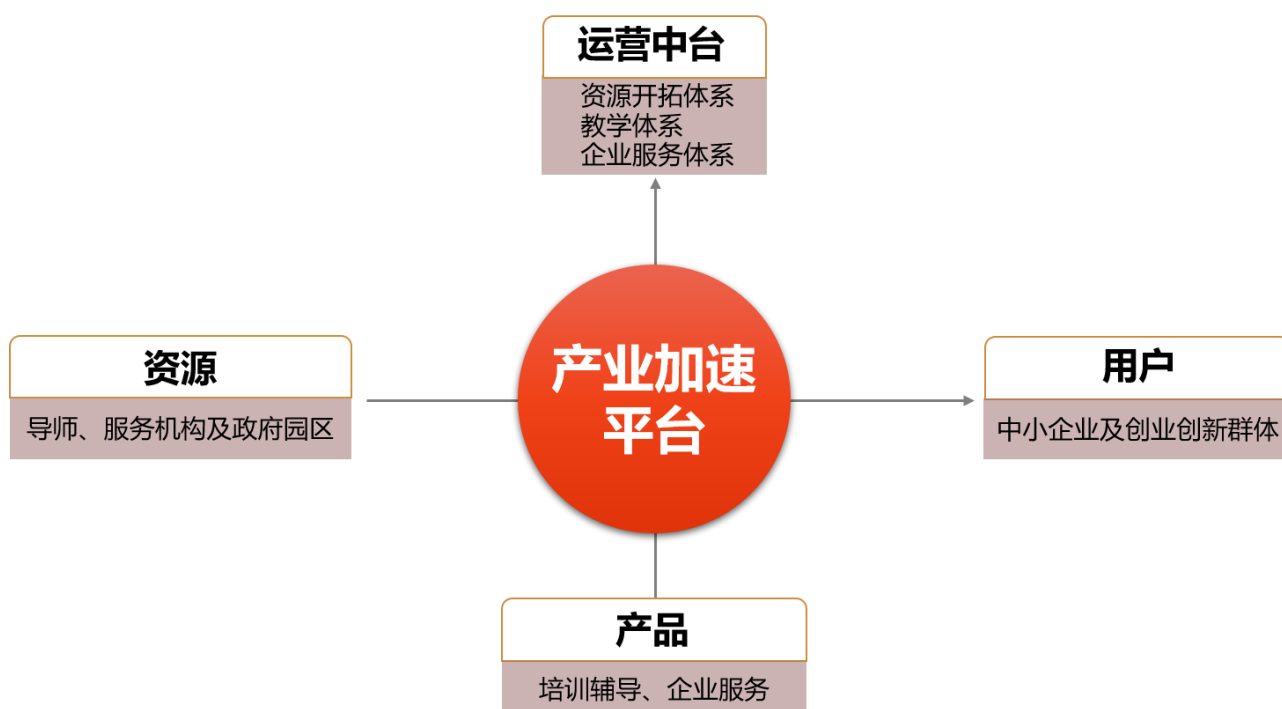 运营中台
资源开拓体系
教学体系
企业服务体系
资源
导师、服务机构及政府园区
产业加速
平台
用户
中小企业及创业创新群体
产品
培训辅导、企业服务